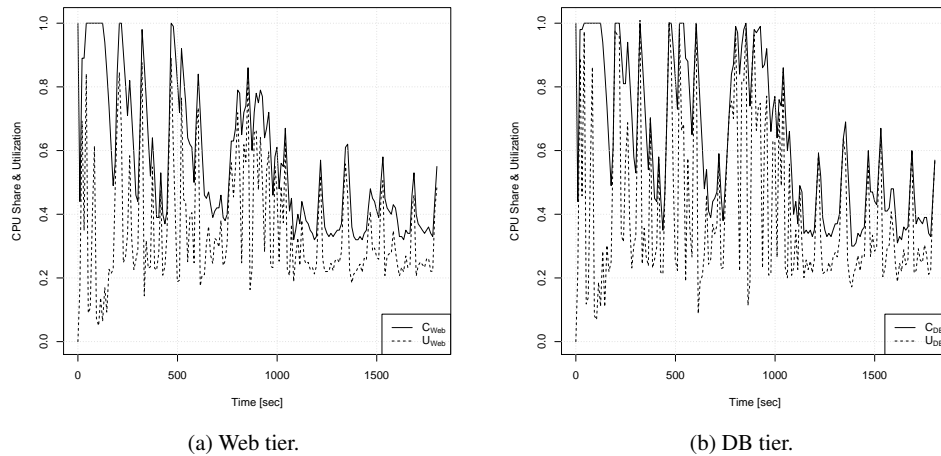 1.0
0.8
0.6
0.4
0.2
0.0
CPU Share & Utilization
0
500
1000
1500
Time [sec]
C_Web
U_Web
(a) Web tier.
1.0
0.8
0.6
0.4
0.2
0.0
CPU Share & Utilization
0
500
1000
1500
Time [sec]
C_DB
U_DB
(b) DB tier.